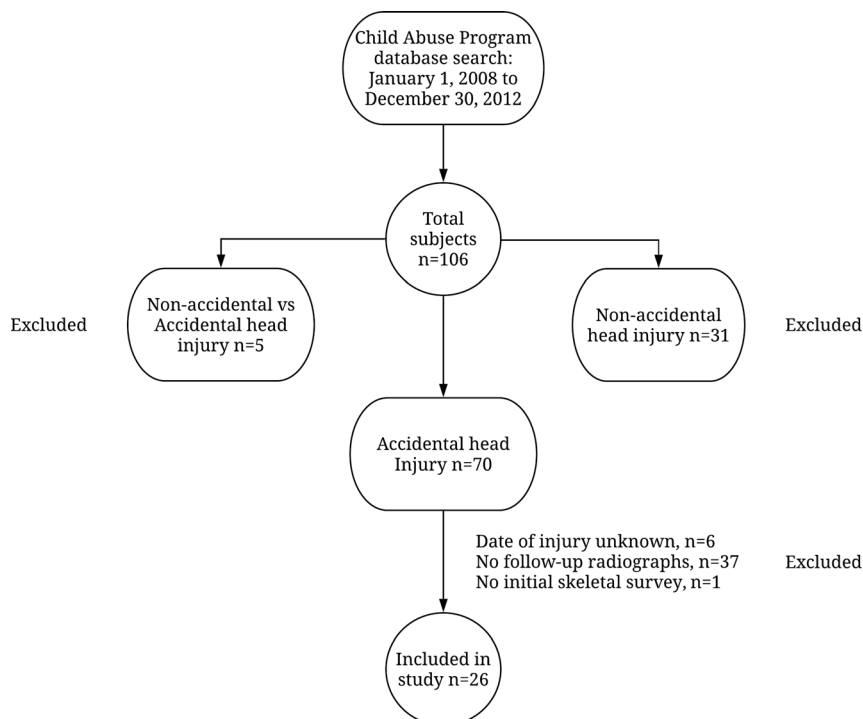 Child Abuse Program
database search:
January 1, 2008 to
December 30, 2012
Total
subjects
n=106
Excluded
Non-accidental vs
Accidental head
injury n=5
Non-accidental
head injury n=31
Excluded
Accidental head
Injury n=70
Date of injury unknown, n=6
No follow-up radiographs, n=37
No initial skeletal survey, n=1
Excluded
Included in
study n=26